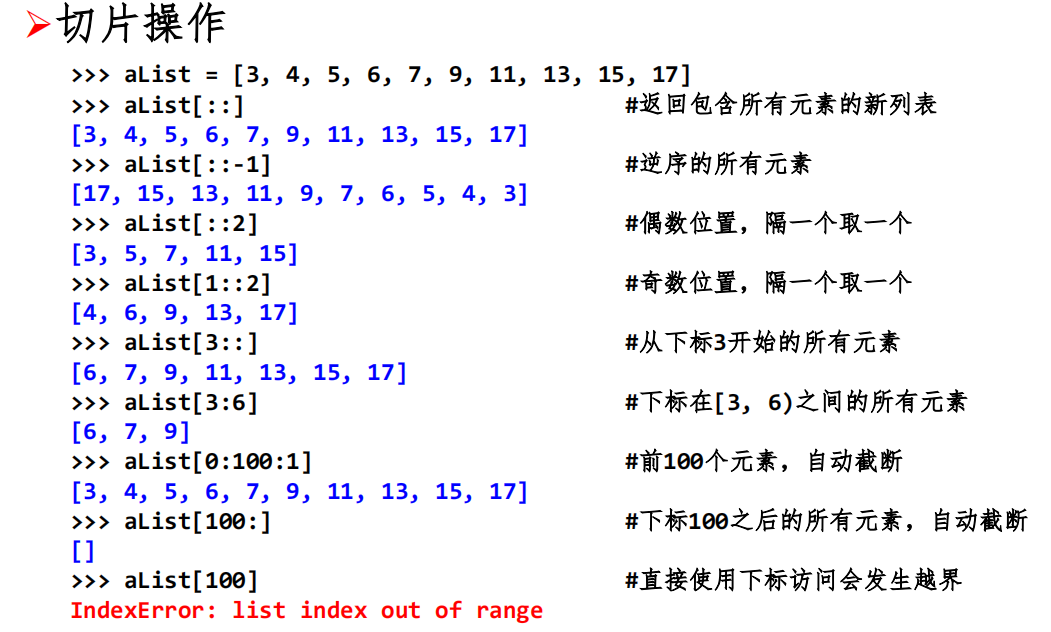 切片操作
>>> aList = [3, 4, 5, 6, 7, 9, 11, 13, 15, 17]
>>> aList[::] #返回包含所有元素的新列表
[3, 4, 5, 6, 7, 9, 11, 13, 15, 17]
>>> aList[::-1] #逆序的所有元素
[17, 15, 13, 11, 9, 7, 6, 5, 4, 3]
>>> aList[::2] #偶数位置，隔一个取一个
[3, 5, 7, 11, 15]
>>> aList[1::2] #奇数位置，隔一个取一个
[4, 6, 9, 13, 17]
>>> aList[3::] #从下标3开始的所有元素
[6, 7, 9, 11, 13, 15, 17]
>>> aList[3:6] #下标在[3, 6)之间的所有元素
[6, 7, 9]
>>> aList[0:100:1] #前100个元素，自动截断
[3, 4, 5, 6, 7, 9, 11, 13, 15, 17]
>>> aList[100:] #下标100之后的所有元素，自动截断
[]
>>> aList[100] #直接使用下标访问会发生越界
IndexError: list index out of range